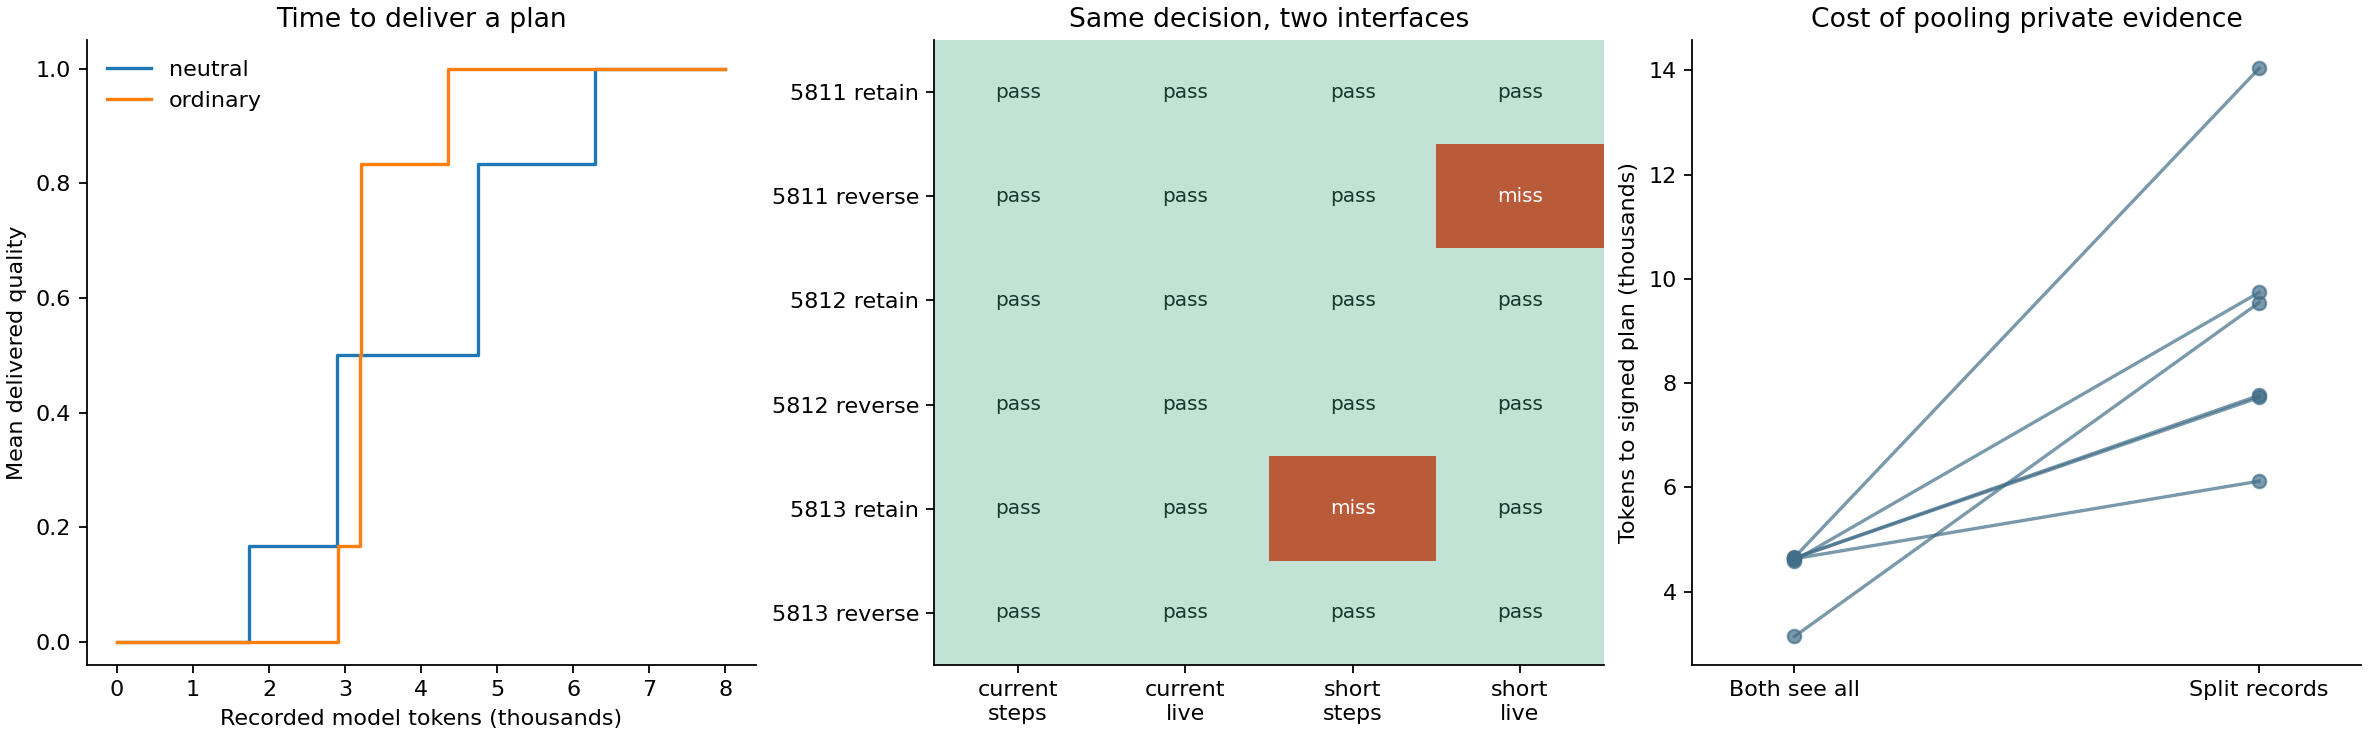 Time to deliver a plan
neutral
ordinary
1.0
0.8
0.6
0.4
0.2
0.0
Mean delivered quality
0 1 2 3 4 5 6 7 8
Recorded model tokens (thousands)
Same decision, two interfaces
5811 retain pass pass pass pass
5811 reverse pass pass pass miss
5812 retain pass pass pass pass
5812 reverse pass pass pass pass
5813 retain pass pass miss pass
5813 reverse pass pass pass pass
current current short short
steps live steps live
Cost of pooling private evidence
Tokens to signed plan (thousands)
14
12
10
8
6
4
Both see all Split records